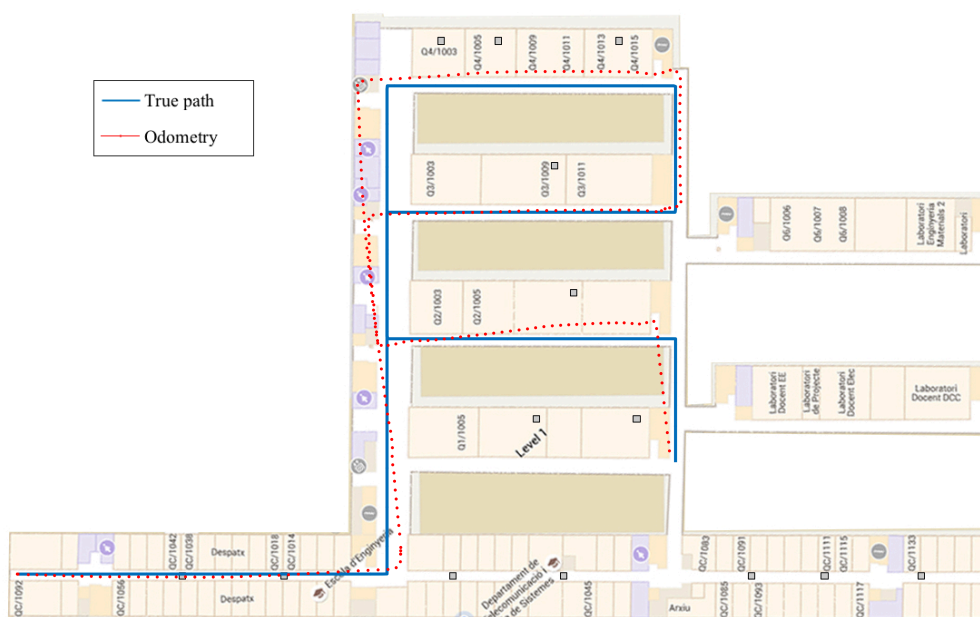 Q4/1003
Q4/1005
Q4/1009
Q4/1011
Q4/1013
Q4/1015
True path
Odometry
Q3/1003
Q3/1009
Q3/1011
Q6/1006
Q6/1007
Q6/1008
Laboratori
Enginyeria
Materials 2
Laboratori
Q2/1003
Q2/1005
Laboratori
Docent EE
Laboratori
de Projecte
Laboratori
Docent Elec
Laboratori
Docent DCC
Q1/1005
Level 1
QC/1042
QC/1038
Despatx
QC/1018
QC/1014
Escola d'Enginyeria
QC/1083
QC/1091
QC/1111
QC/1115
QC/1133
QC/1092
QC/1056
Despatx
Departament de
Telecomunicació i
de Sistemes
QC/1045
Arxiu
QC/1085
QC/1093
QC/1117